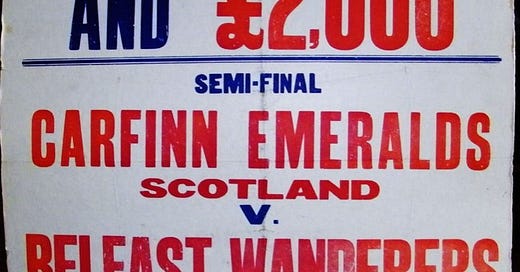 AND £2,000
SEMI-FINAL
CARFINN EMERALDS
SCOTLAND
V.
BELFAST WANDERERS